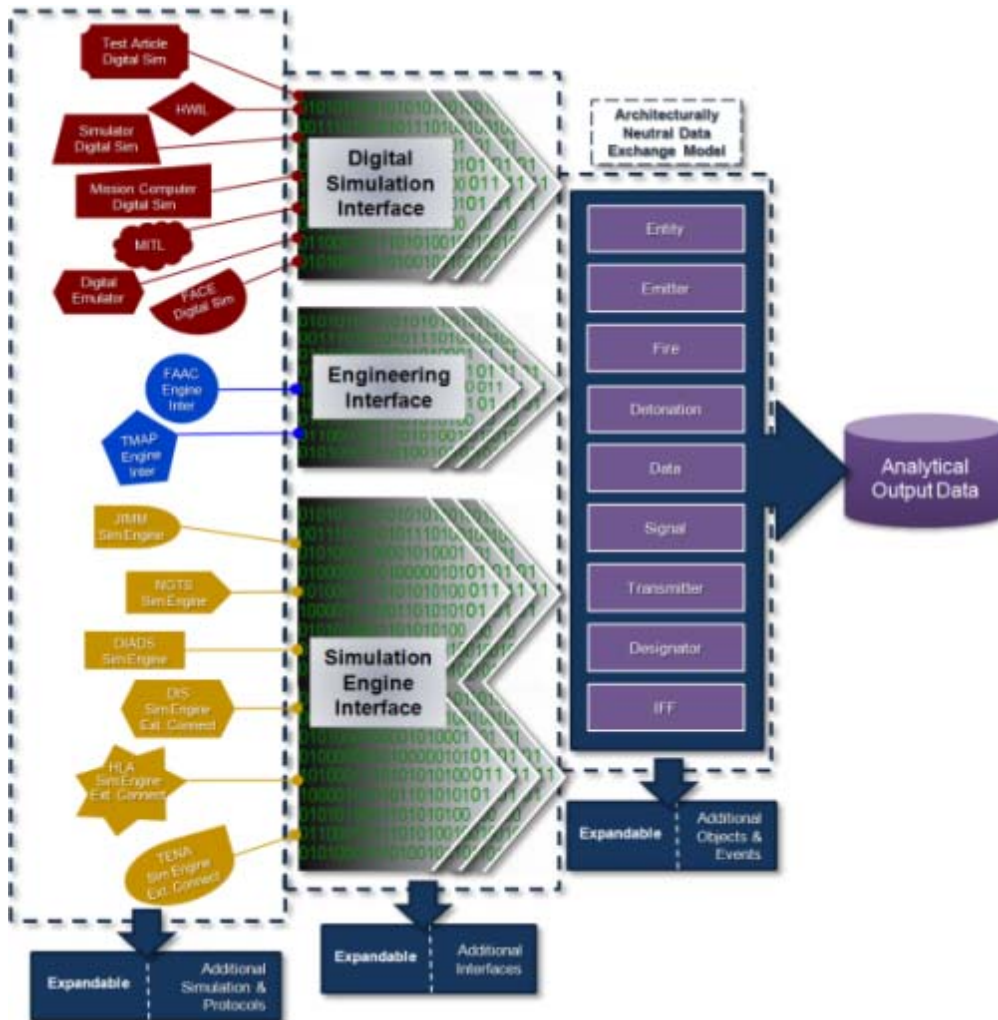 Test Article
Digital Sim
HWIL
Simulator
Digital Sim
Mission Computer
Digital Sim
MITL
Digital
Emulator
FACE
Digital Sim
FAAC
Engine
Inter
TMAP
Engine
Inter
JIMM
Sim Engine
NGTS
Sim Engine
DIADS
Sim Engine
DIS
Sim Engine
Ext. Connect
HLA
Sim Engine
Ext. Connect
TENA
Sim Engine
Ext. Connect
Expandable
Additional
Simulation &
Protocols
Digital
Simulation
Interface
Engineering
Interface
Simulation
Engine
Interface
Expandable
Additional
Interfaces
Architecturally
Neutral Data
Exchange Model
Entity
Emitter
Fire
Detonation
Data
Signal
Transmitter
Designator
IFF
Expandable
Additional
Objects &
Events
Analytical
Output Data